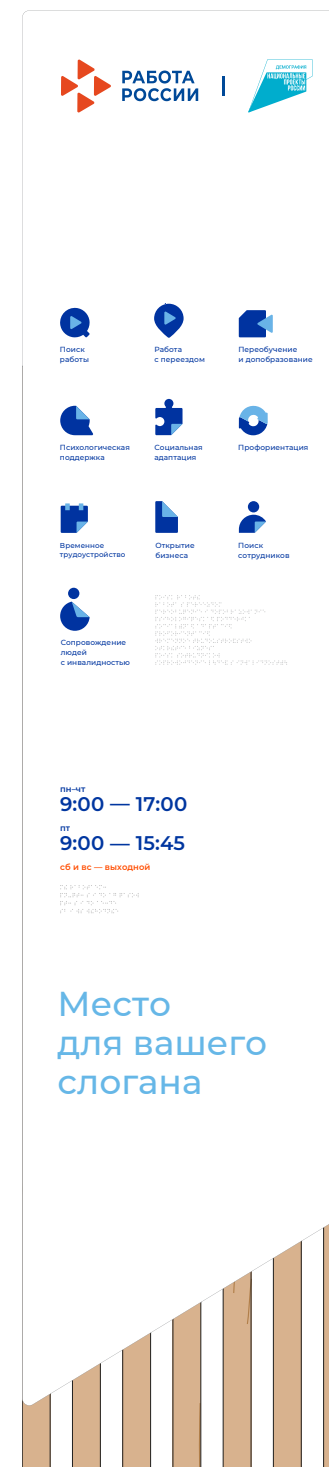 РАБОТА
РОССИИ
ДЕМОГРАФИЯ
НАЦИОНАЛЬНЫЕ
ПРОЕКТЫ
РОССИИ
Поиск
работы
Работа
с переездом
Переобучение
и допобразование
Психологическая
поддержка
Социальная
адаптация
Профориентация
Временное
трудоустройство
Открытие
бизнеса
Поиск
сотрудников
Сопровождение
людей
с инвалидностью
пн–чт
9:00 — 17:00
пт
9:00 — 15:45
сб и вс — выходной
Место
для вашего
слогана